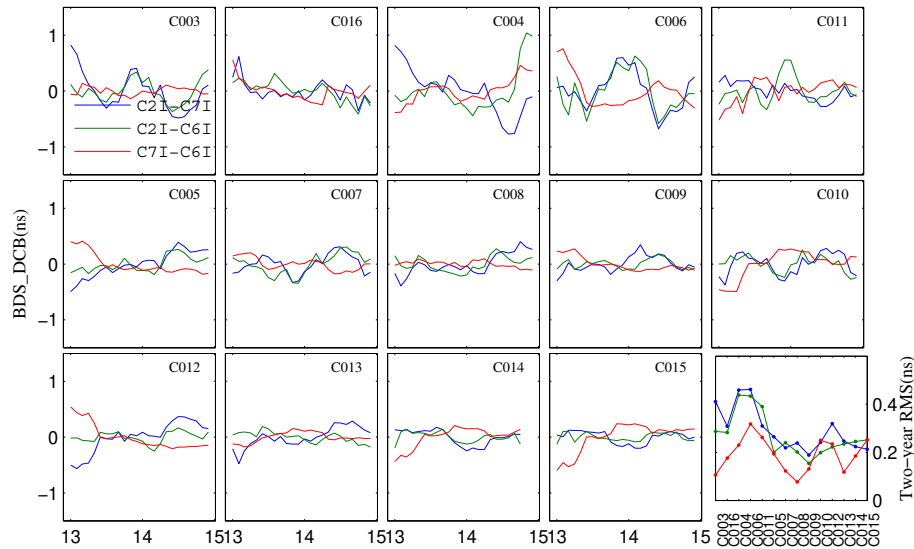 C003
C016
C004
C006
C011
1
0
-1
C2I-C7I
C2I-C6I
C7I-C6I
C005
C007
C008
C009
C010
1
0
-1
BDS_DCB(ns)
C012
C013
C014
C015
1
0
-1
13 14 15
13 14 15
13 14 15
13 14 15
0.4
0.2
0
Two-year RMS(ns)
C003
C016
C004
C006
C011
C005
C007
C008
C009
C010
C012
C013
C014
C015